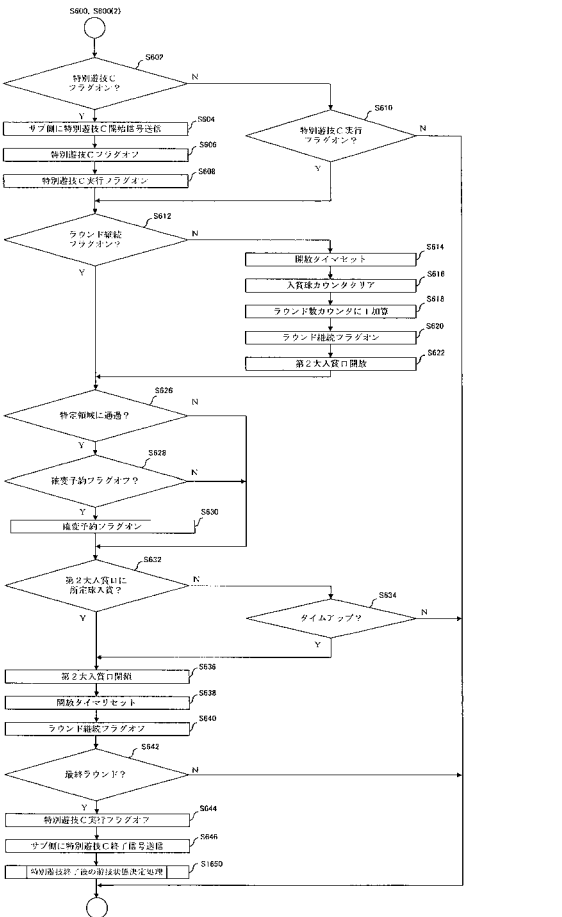 S600, S800(2)
S602
特別遊技C
フラグオン？
N
Y
S604
サブ側に特別遊技C開始信号送信
S606
特別遊技Cフラグオフ
S608
特別遊技C実行フラグオン
S610
特別遊技C実行
フラグオン？
N
Y
S612
ラウンド継続
フラグオン？
N
Y
S614
開放タイマセット
S616
入賞球カウンタクリア
S618
ラウンド数カウンタに1加算
S620
ラウンド継続フラグオン
S622
第2大入賞口開放
S626
特定領域に通過？
N
Y
S628
確変予約フラグオフ？
N
Y
S630
確変予約フラグオン
S632
第2大入賞口に
所定球入賞？
N
Y
S634
タイムアップ？
N
Y
S636
第2大入賞口閉鎖
S638
開放タイマリセット
S640
ラウンド継続フラグオフ
S642
最終ラウンド？
N
Y
S644
特別遊技C実行フラグオフ
S646
サブ側に特別遊技C終了信号送信
S1650
特別遊技終了後の遊技状態決定処理